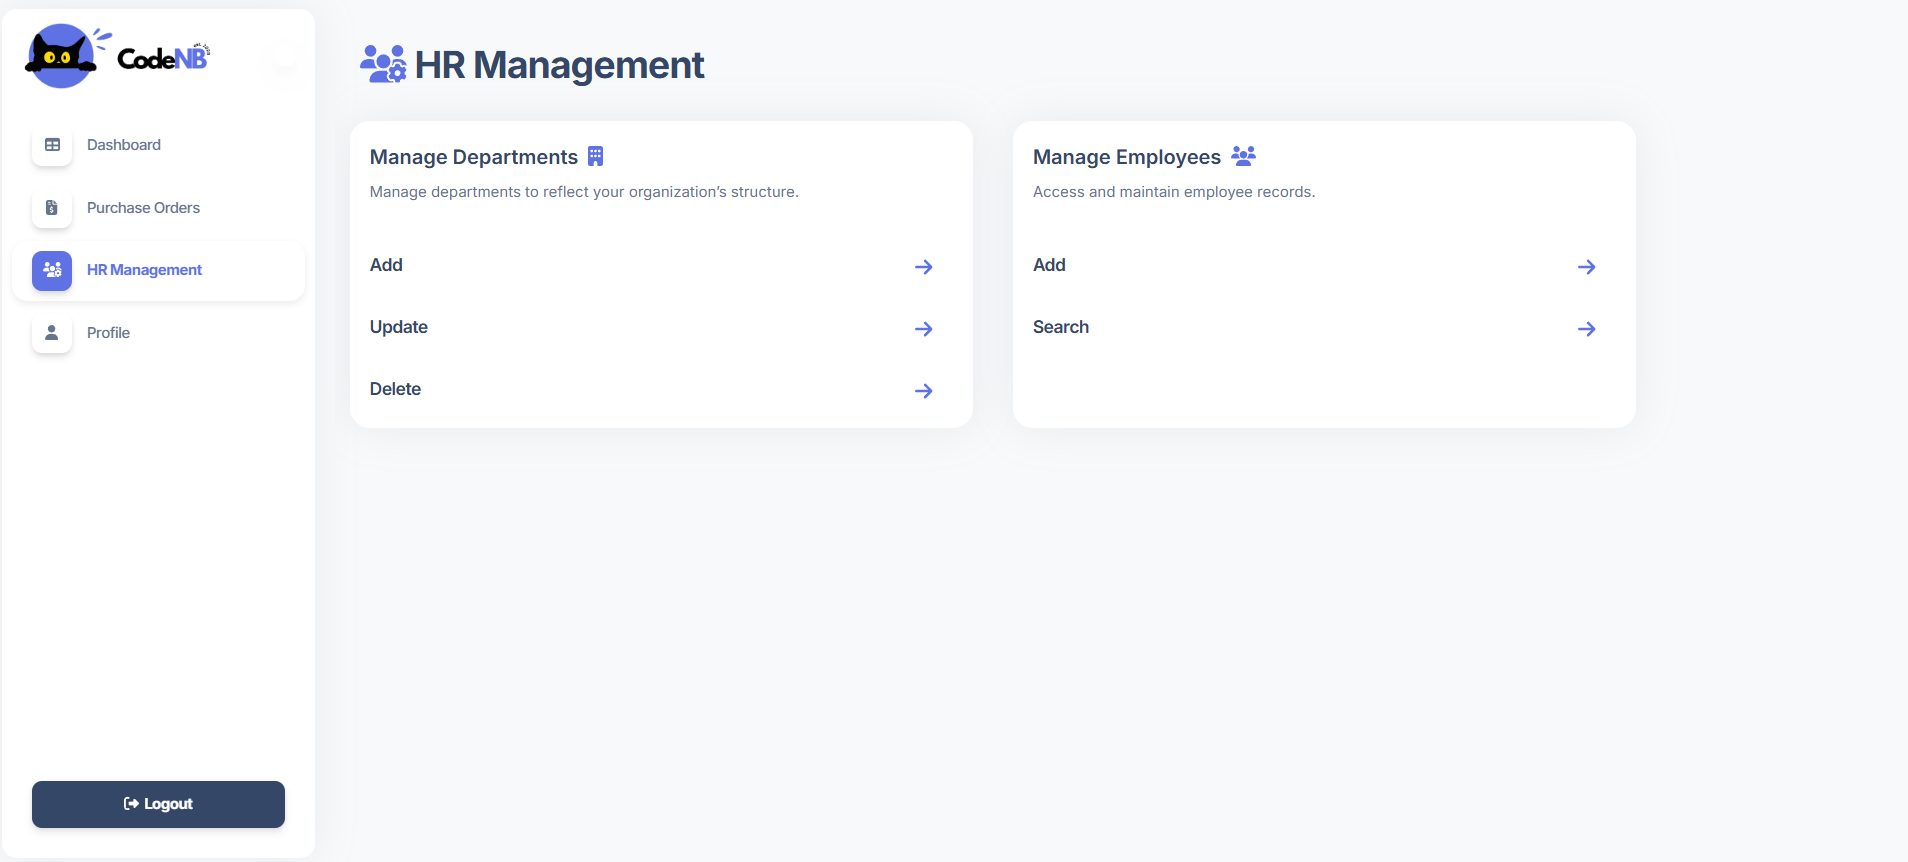 CodeNB
Dashboard
Purchase Orders
HR Management
Profile
Logout
HR Management
Manage Departments
Manage departments to reflect your organization’s structure.
Add
Update
Delete
Manage Employees
Access and maintain employee records.
Add
Search